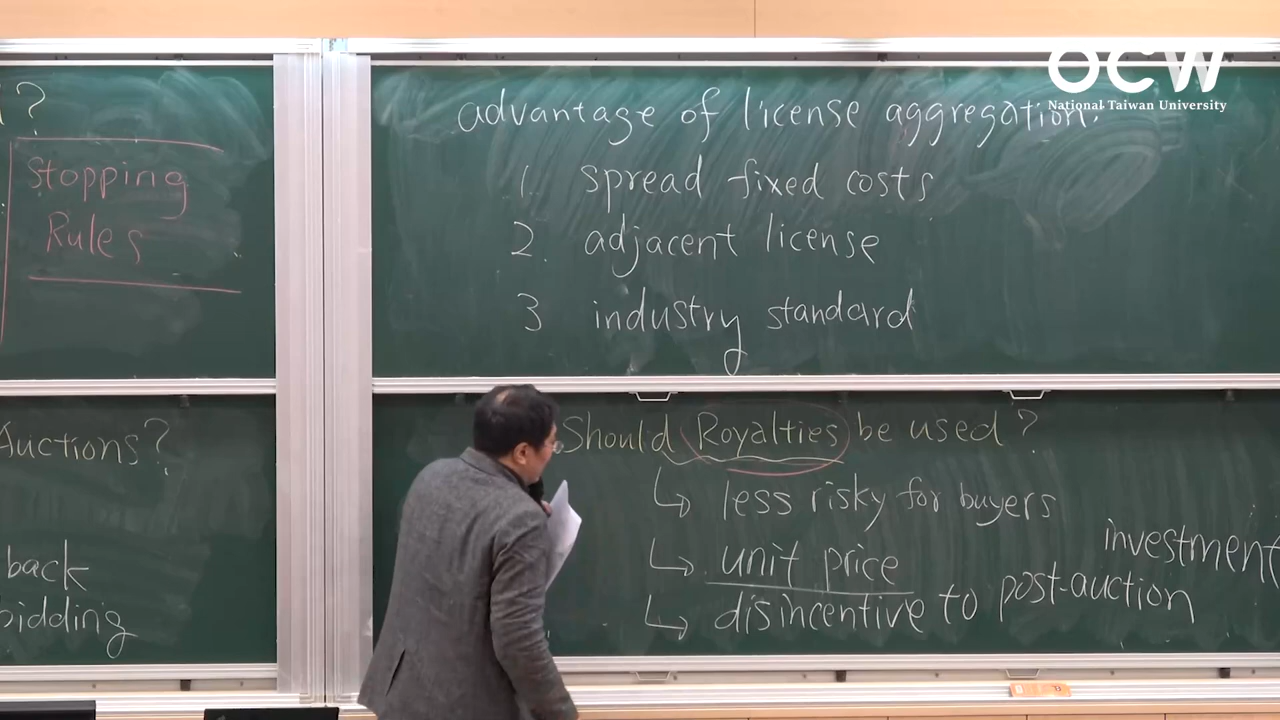 ?
Stopping
Rules
Auctions?
back
bidding
advantage of license aggregation:
1. spread fixed costs
2. adjacent license
3 industry standard
Should Royalties be used?
↳ less risky for buyers
↳ unit price
↳ disincentive to post-auction investment
OCW
National Taiwan University